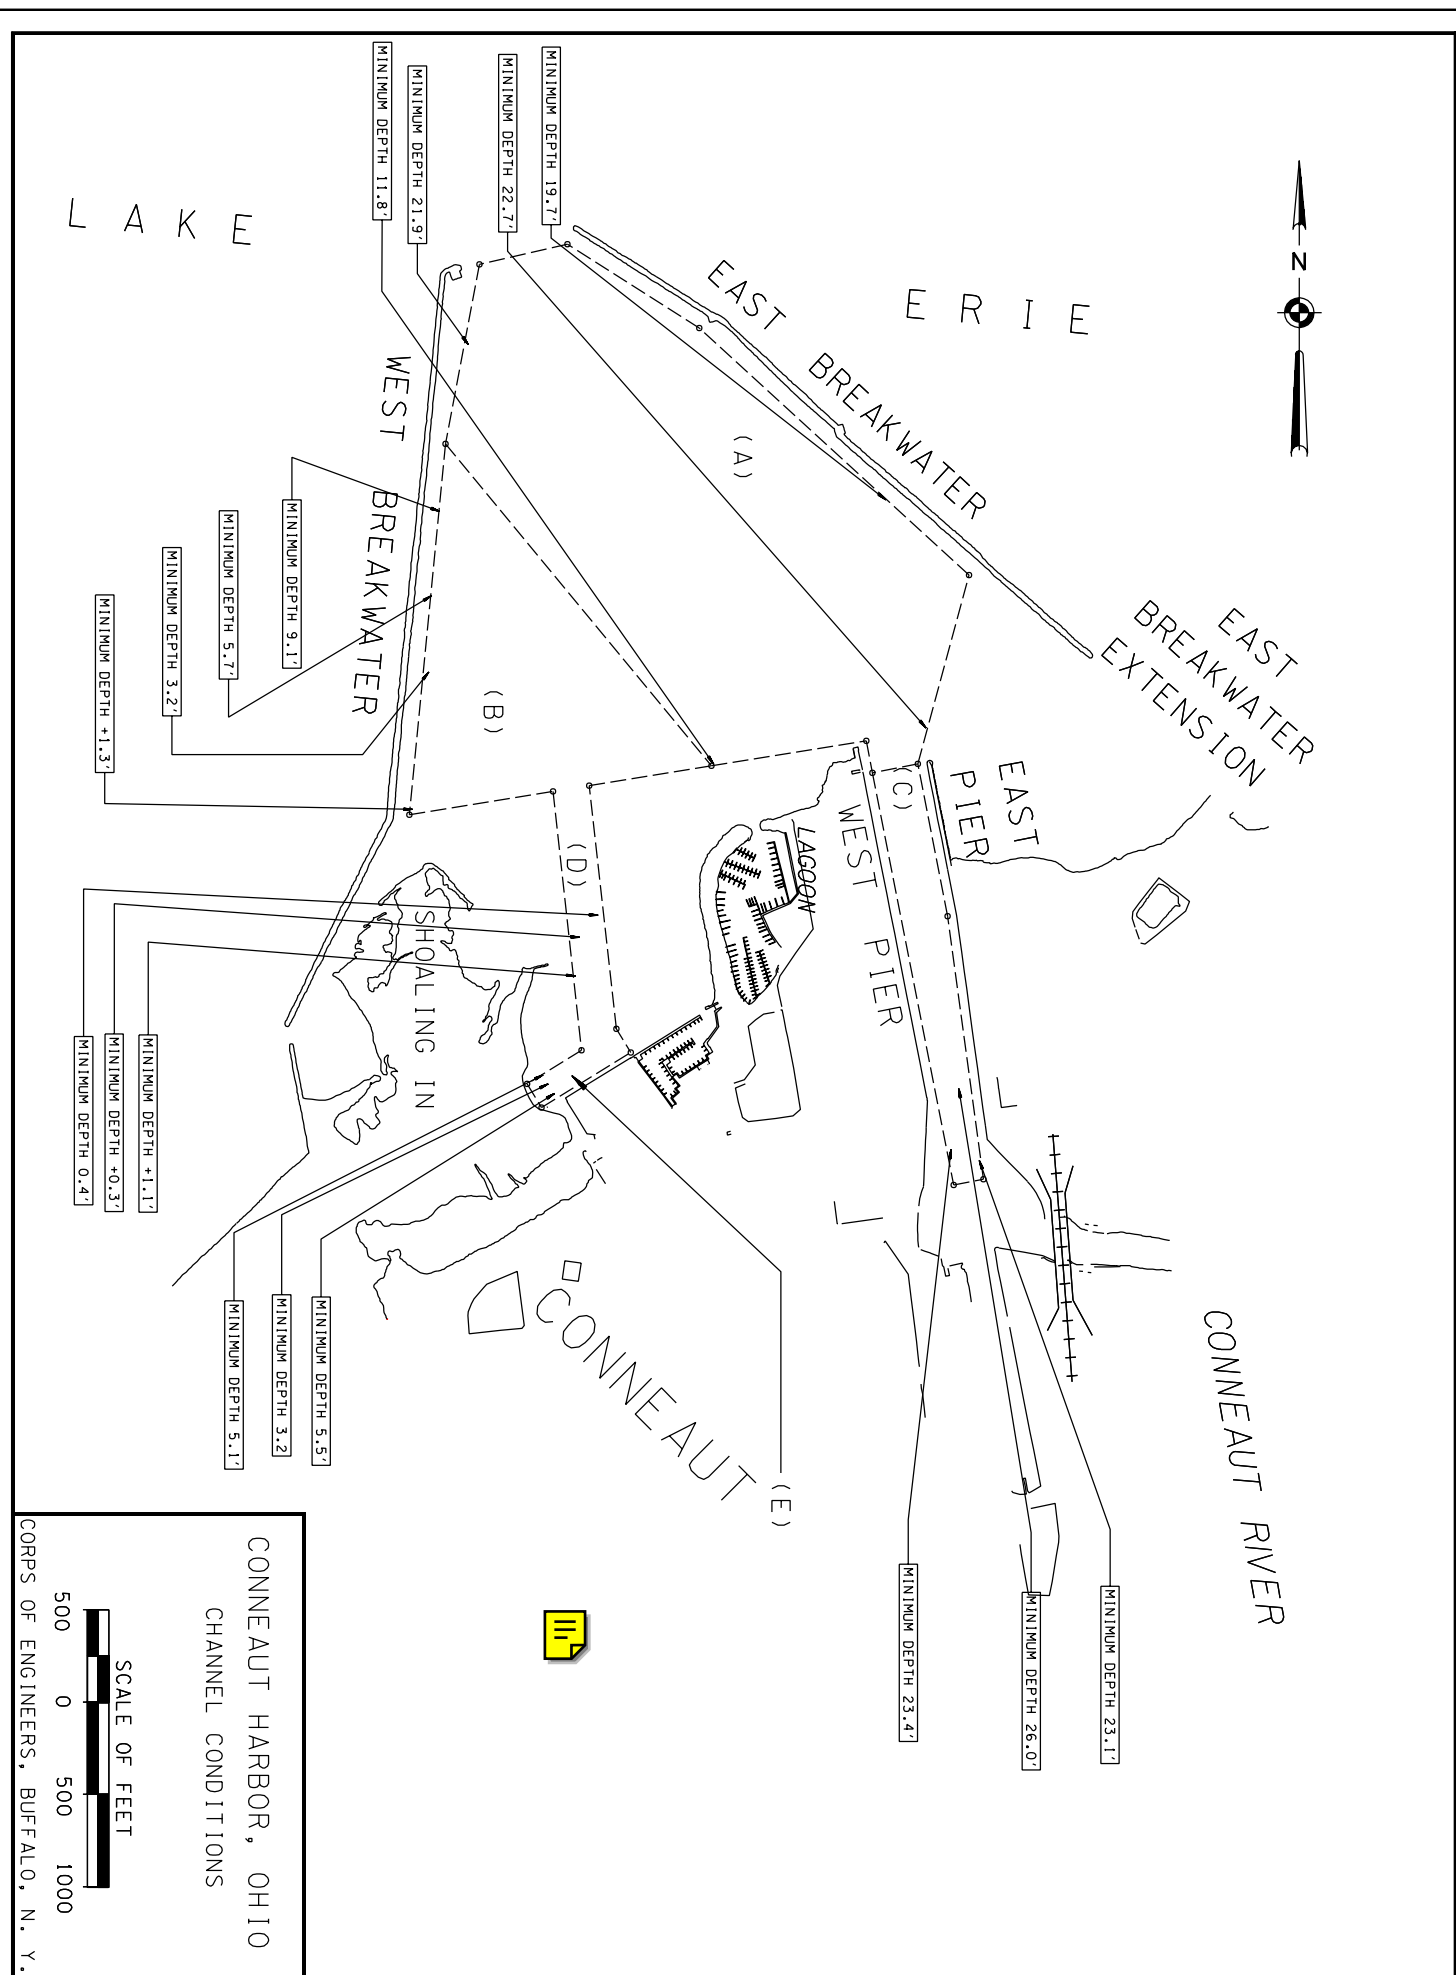 MINIMUM DEPTH 11.8'
MINIMUM DEPTH 21.9'
MINIMUM DEPTH 22.7'
MINIMUM DEPTH 19.7'
N
LAKE
ERIE
EAST BREAKWATER
WEST BREAKWATER
(A)
MINIMUM DEPTH 9.1'
MINIMUM DEPTH 5.7'
MINIMUM DEPTH 3.2'
MINIMUM DEPTH +1.3'
(B)
EAST
BREAKWATER
EXTENSION
EAST
PIER
(C)
WEST PIER
LAGOON
(D)
SHOALING IN
MINIMUM DEPTH +1.1'
MINIMUM DEPTH +0.3'
MINIMUM DEPTH 0.4'
MINIMUM DEPTH 5.5'
MINIMUM DEPTH 3.2
MINIMUM DEPTH 5.1'
CONNEAUT
(E)
CONNEAUT RIVER
MINIMUM DEPTH 23.4'
MINIMUM DEPTH 26.0'
MINIMUM DEPTH 23.1'
CONNEAUT HARBOR, OHIO
CHANNEL CONDITIONS
SCALE OF FEET
500 0 500 1000
CORPS OF ENGINEERS, BUFFALO, N. Y.